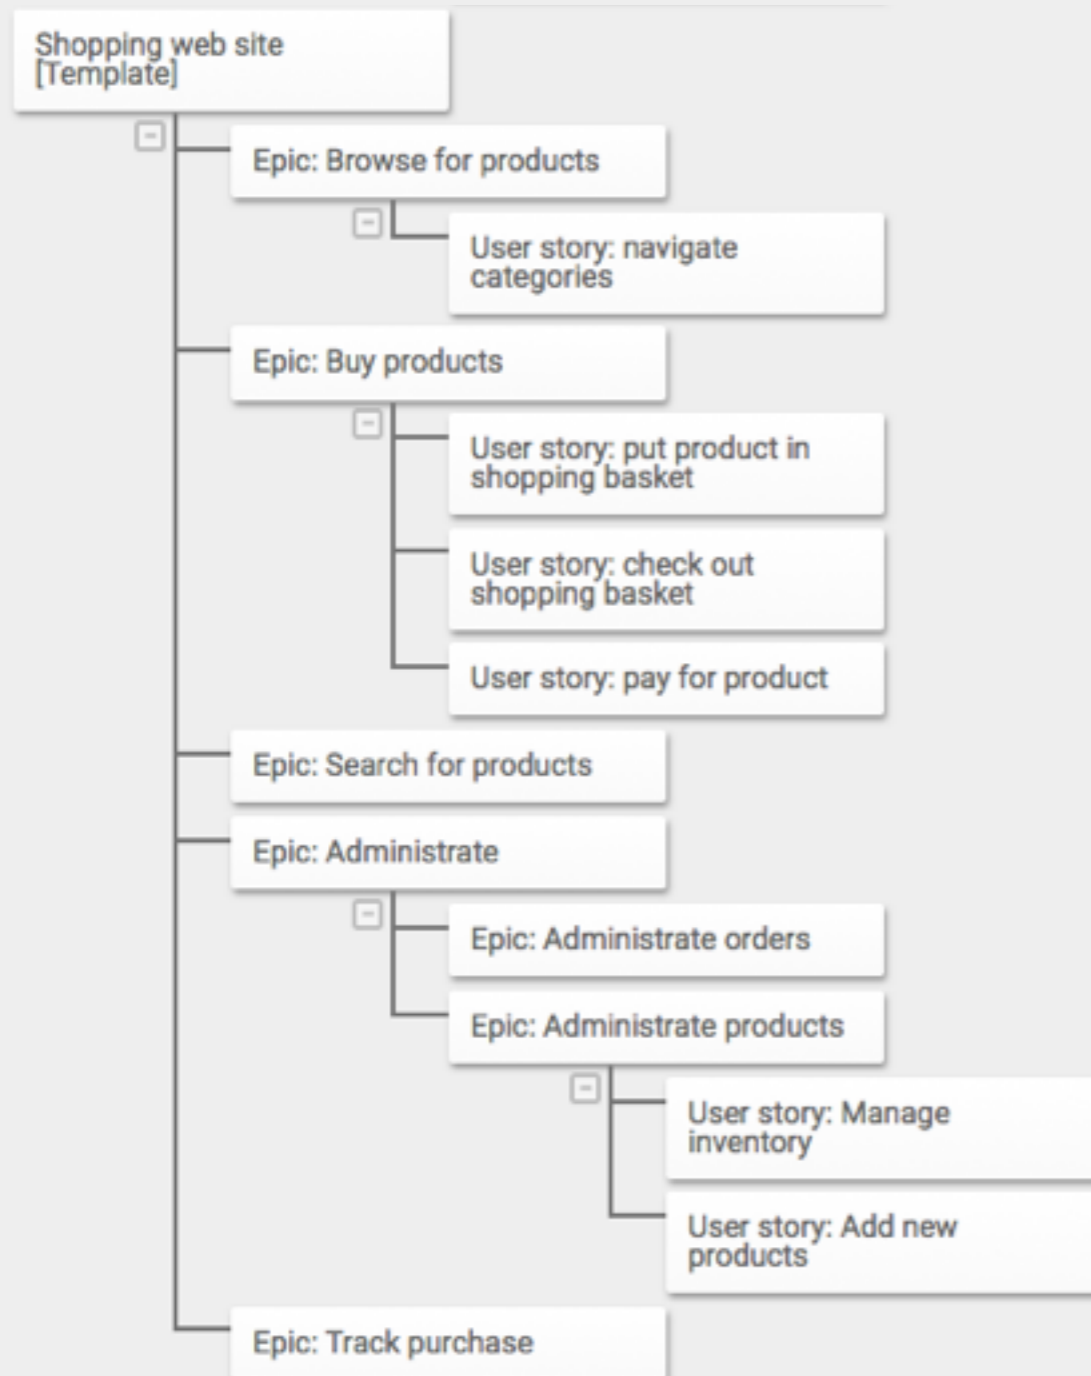 Shopping web site
[Template]
Epic: Browse for products
User story: navigate
categories
Epic: Buy products
User story: put product in
shopping basket
User story: check out
shopping basket
User story: pay for product
Epic: Search for products
Epic: Administrate
Epic: Administrate orders
Epic: Administrate products
User story: Manage
inventory
User story: Add new
products
Epic: Track purchase